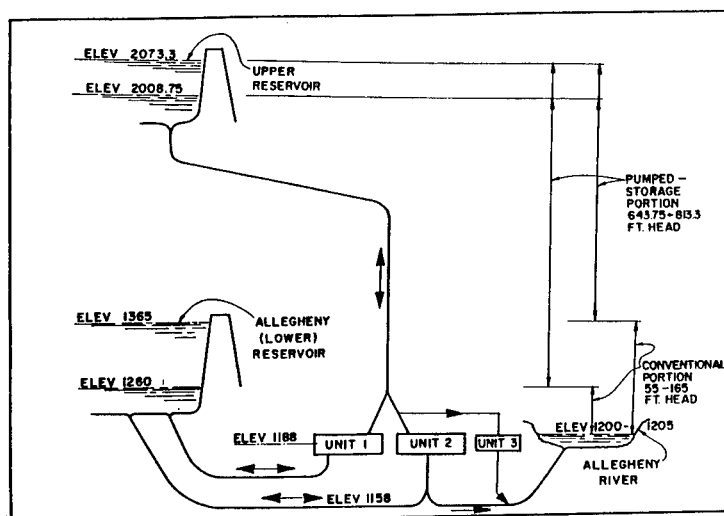 ELEV 2073.3
UPPER
RESERVOIR
ELEV 2008.75
PUMPED-
STORAGE
PORTION
643.75-813.3
FT. HEAD
ELEV 1365
ALLEGHENY
(LOWER)
RESERVOIR
ELEV 1260
CONVENTIONAL
PORTION
55-165
FT. HEAD
ELEV 1200-1205
ELEV 1188
UNIT 1
UNIT 2
UNIT 3
ALLEGHENY
RIVER
ELEV 1158